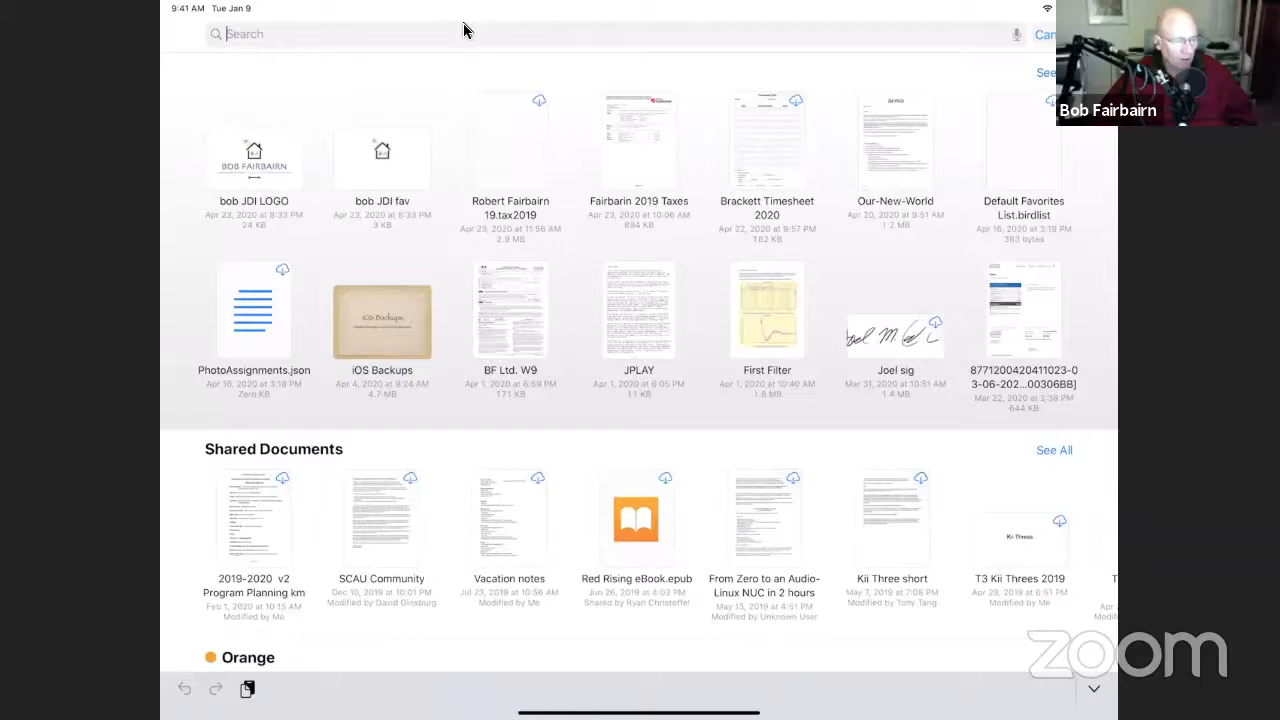 9:41 AM Tue Jan 9
Search
Can
See
Bob Fairbairn
BOB FAIRBAIRN
BOND
bob JDI LOGO
Apr 23, 2020 at 8:33 PM
24 KB
bob JDI fav
Apr 23, 2020 at 8:33 PM
3 KB
Robert Fairbairn
19.tax2019
Apr 23, 2020 at 11:56 AM
2.9 MB
Fairbarin 2019 Taxes
Apr 23, 2020 at 10:06 AM
894 KB
Brackett Timesheet
2020
Apr 22, 2020 at 9:57 PM
162 KB
Our-New-World
Apr 20, 2020 at 9:51 AM
1.2 MB
Default Favorites
List.birdlist
Apr 16, 2020 at 3:19 PM
383 bytes
iOS Backups
PhotoAssignments.json
Apr 16, 2020 at 3:18 PM
Zero KB
iOS Backups
Apr 4, 2020 at 9:24 AM
4.7 MB
BF Ltd. W9
Apr 1, 2020 at 6:59 PM
171 KB
JPLAY
Apr 1, 2020 at 6:05 PM
11 KB
First Filter
Apr 1, 2020 at 10:40 AM
1.8 MB
Joel sig
Mar 31, 2020 at 10:51 AM
1.4 MB
8771200420411023-0
3-06-202...00306BB]
Mar 22, 2020 at 2:38 PM
644 KB
Shared Documents
See All
Kii Threes
2019-2020 v2
Program Planning km
Feb 1, 2020 at 10:15 AM
Modified by Me
SCAU Community
Dec 10, 2019 at 10:01 PM
Modified by David Ginsburg
Vacation notes
Jul 23, 2019 at 10:56 AM
Modified by Me
Red Rising eBook.epub
Jun 26, 2019 at 4:03 PM
Shared by Ryan Christoffel
From Zero to an Audio-
Linux NUC in 2 hours
May 13, 2019 at 4:51 PM
Modified by Unknown User
Kii Three short
May 7, 2019 at 7:08 PM
Modified by Tony Tang
T3 Kii Threes 2019
Apr 29, 2019 at 6:51 PM
Modified by Me
T
Apr
Modifi
Orange
zoom